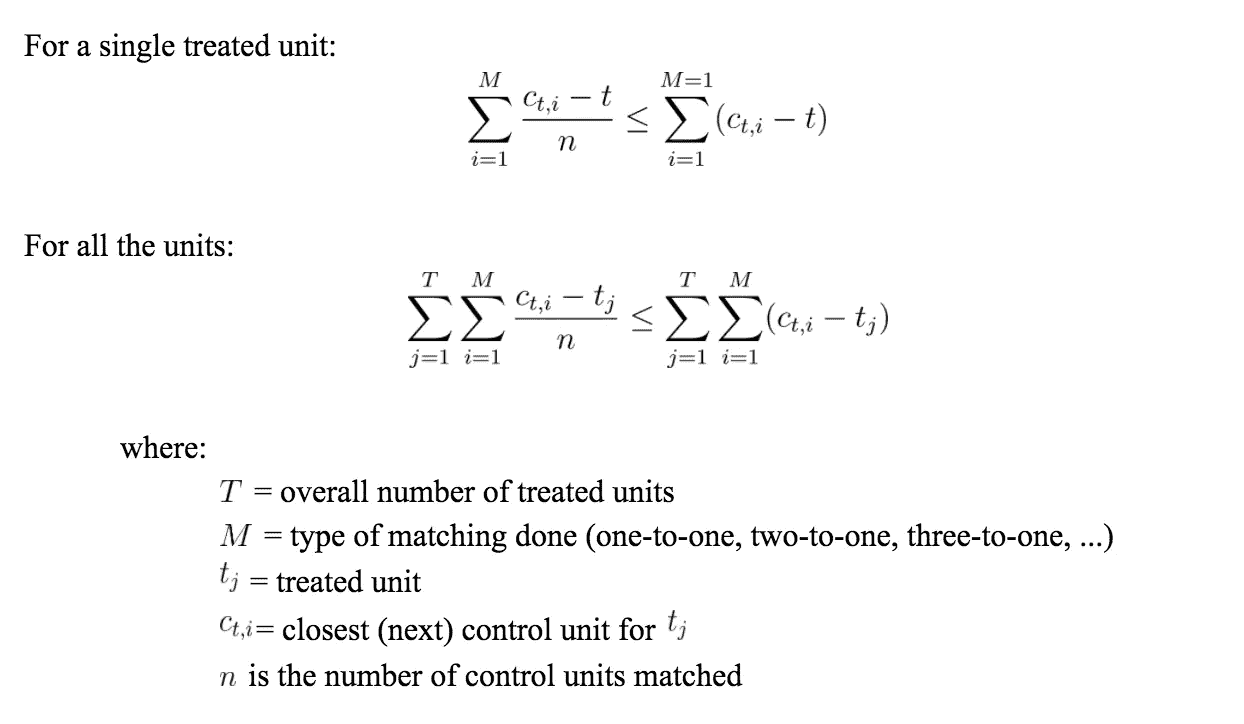 For a single treated unit:
\sum_{i=1}^{M} \frac{c_{t,i} - t}{n} \leq \sum_{i=1}^{M=1} (c_{t,i} - t)
For all the units:
\sum_{j=1}^{T} \sum_{i=1}^{M} \frac{c_{t,i} - t_j}{n} \leq \sum_{j=1}^{T} \sum_{i=1}^{M} (c_{t,i} - t_j)
where:
T = overall number of treated units
M = type of matching done (one-to-one, two-to-one, three-to-one, ...)
t_j = treated unit
c_{t,i}= closest (next) control unit for t_j
n is the number of control units matched